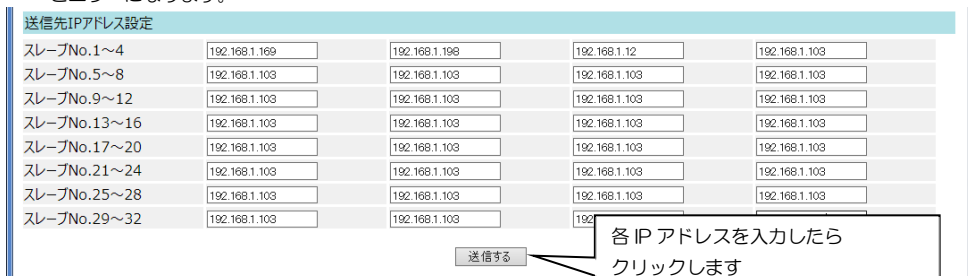 送信先IPアドレス設定
スレーブNo.1～4 192.168.1.169 192.168.1.198 192.168.1.12 192.168.1.103
スレーブNo.5～8 192.168.1.103 192.168.1.103 192.168.1.103 192.168.1.103
スレーブNo.9～12 192.168.1.103 192.168.1.103 192.168.1.103 192.168.1.103
スレーブNo.13～16 192.168.1.103 192.168.1.103 192.168.1.103 192.168.1.103
スレーブNo.17～20 192.168.1.103 192.168.1.103 192.168.1.103 192.168.1.103
スレーブNo.21～24 192.168.1.103 192.168.1.103 192.168.1.103 192.168.1.103
スレーブNo.25～28 192.168.1.103 192.168.1.103 192.168.1.103 192.168.1.103
スレーブNo.29～32 192.168.1.103 192.168.1.103 192
各 IP アドレスを入力したら
送信する
クリックします